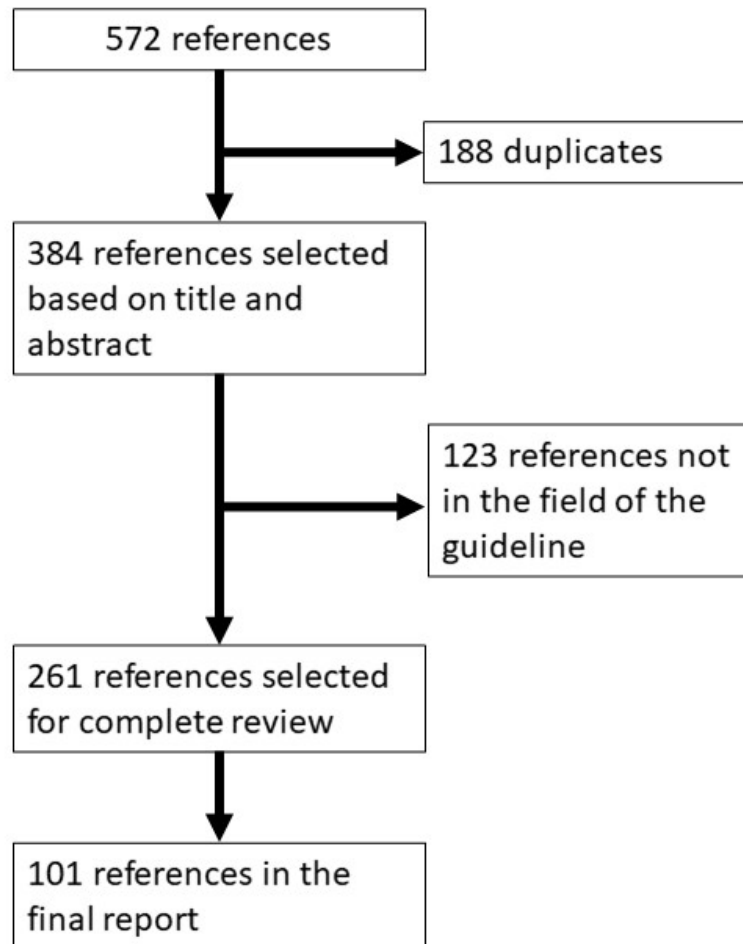 572 references
188 duplicates
384 references selected
based on title and
abstract
123 references not
in the field of the
guideline
261 references selected
for complete review
101 references in the
final report